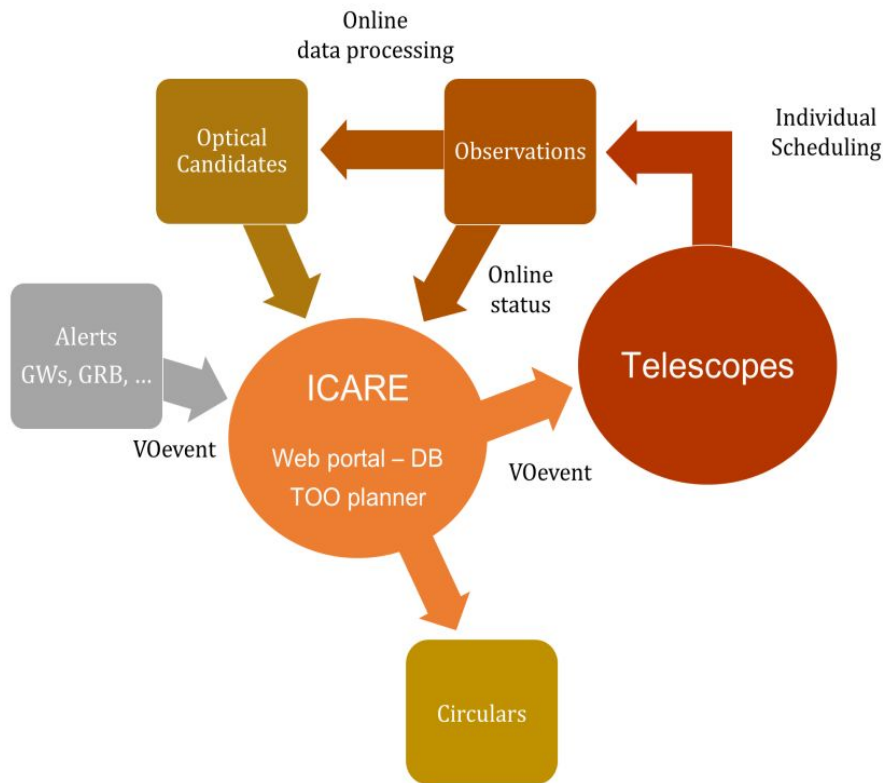 Online
data processing
Optical
Candidates
Observations
Individual
Scheduling
Online
status
Alerts
GWs, GRB, ...
VOevent
ICARE
Web portal – DB
TOO planner
VOevent
Telescopes
Circulars